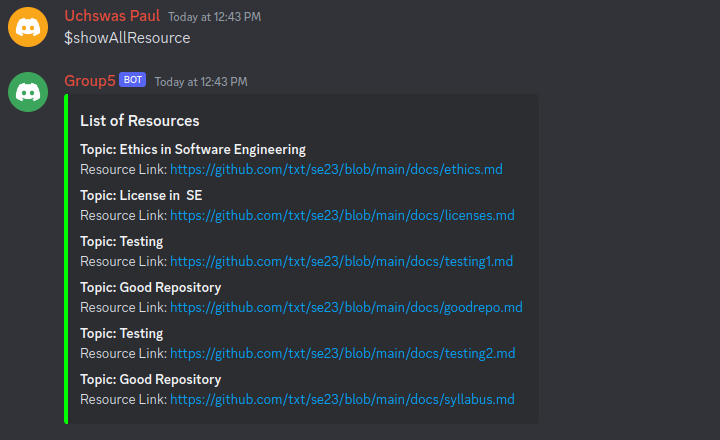 Uchswas Paul Today at 12:43 PM
$showAllResource
Group5 BOT Today at 12:43 PM
List of Resources
Topic: Ethics in Software Engineering
Resource Link: https://github.com/txt/se23/blob/main/docs/ethics.md
Topic: License in  SE
Resource Link: https://github.com/txt/se23/blob/main/docs/licenses.md
Topic: Testing
Resource Link: https://github.com/txt/se23/blob/main/docs/testing1.md
Topic: Good Repository
Resource Link: https://github.com/txt/se23/blob/main/docs/goodrepo.md
Topic: Testing
Resource Link: https://github.com/txt/se23/blob/main/docs/testing2.md
Topic: Good Repository
Resource Link: https://github.com/txt/se23/blob/main/docs/syllabus.md